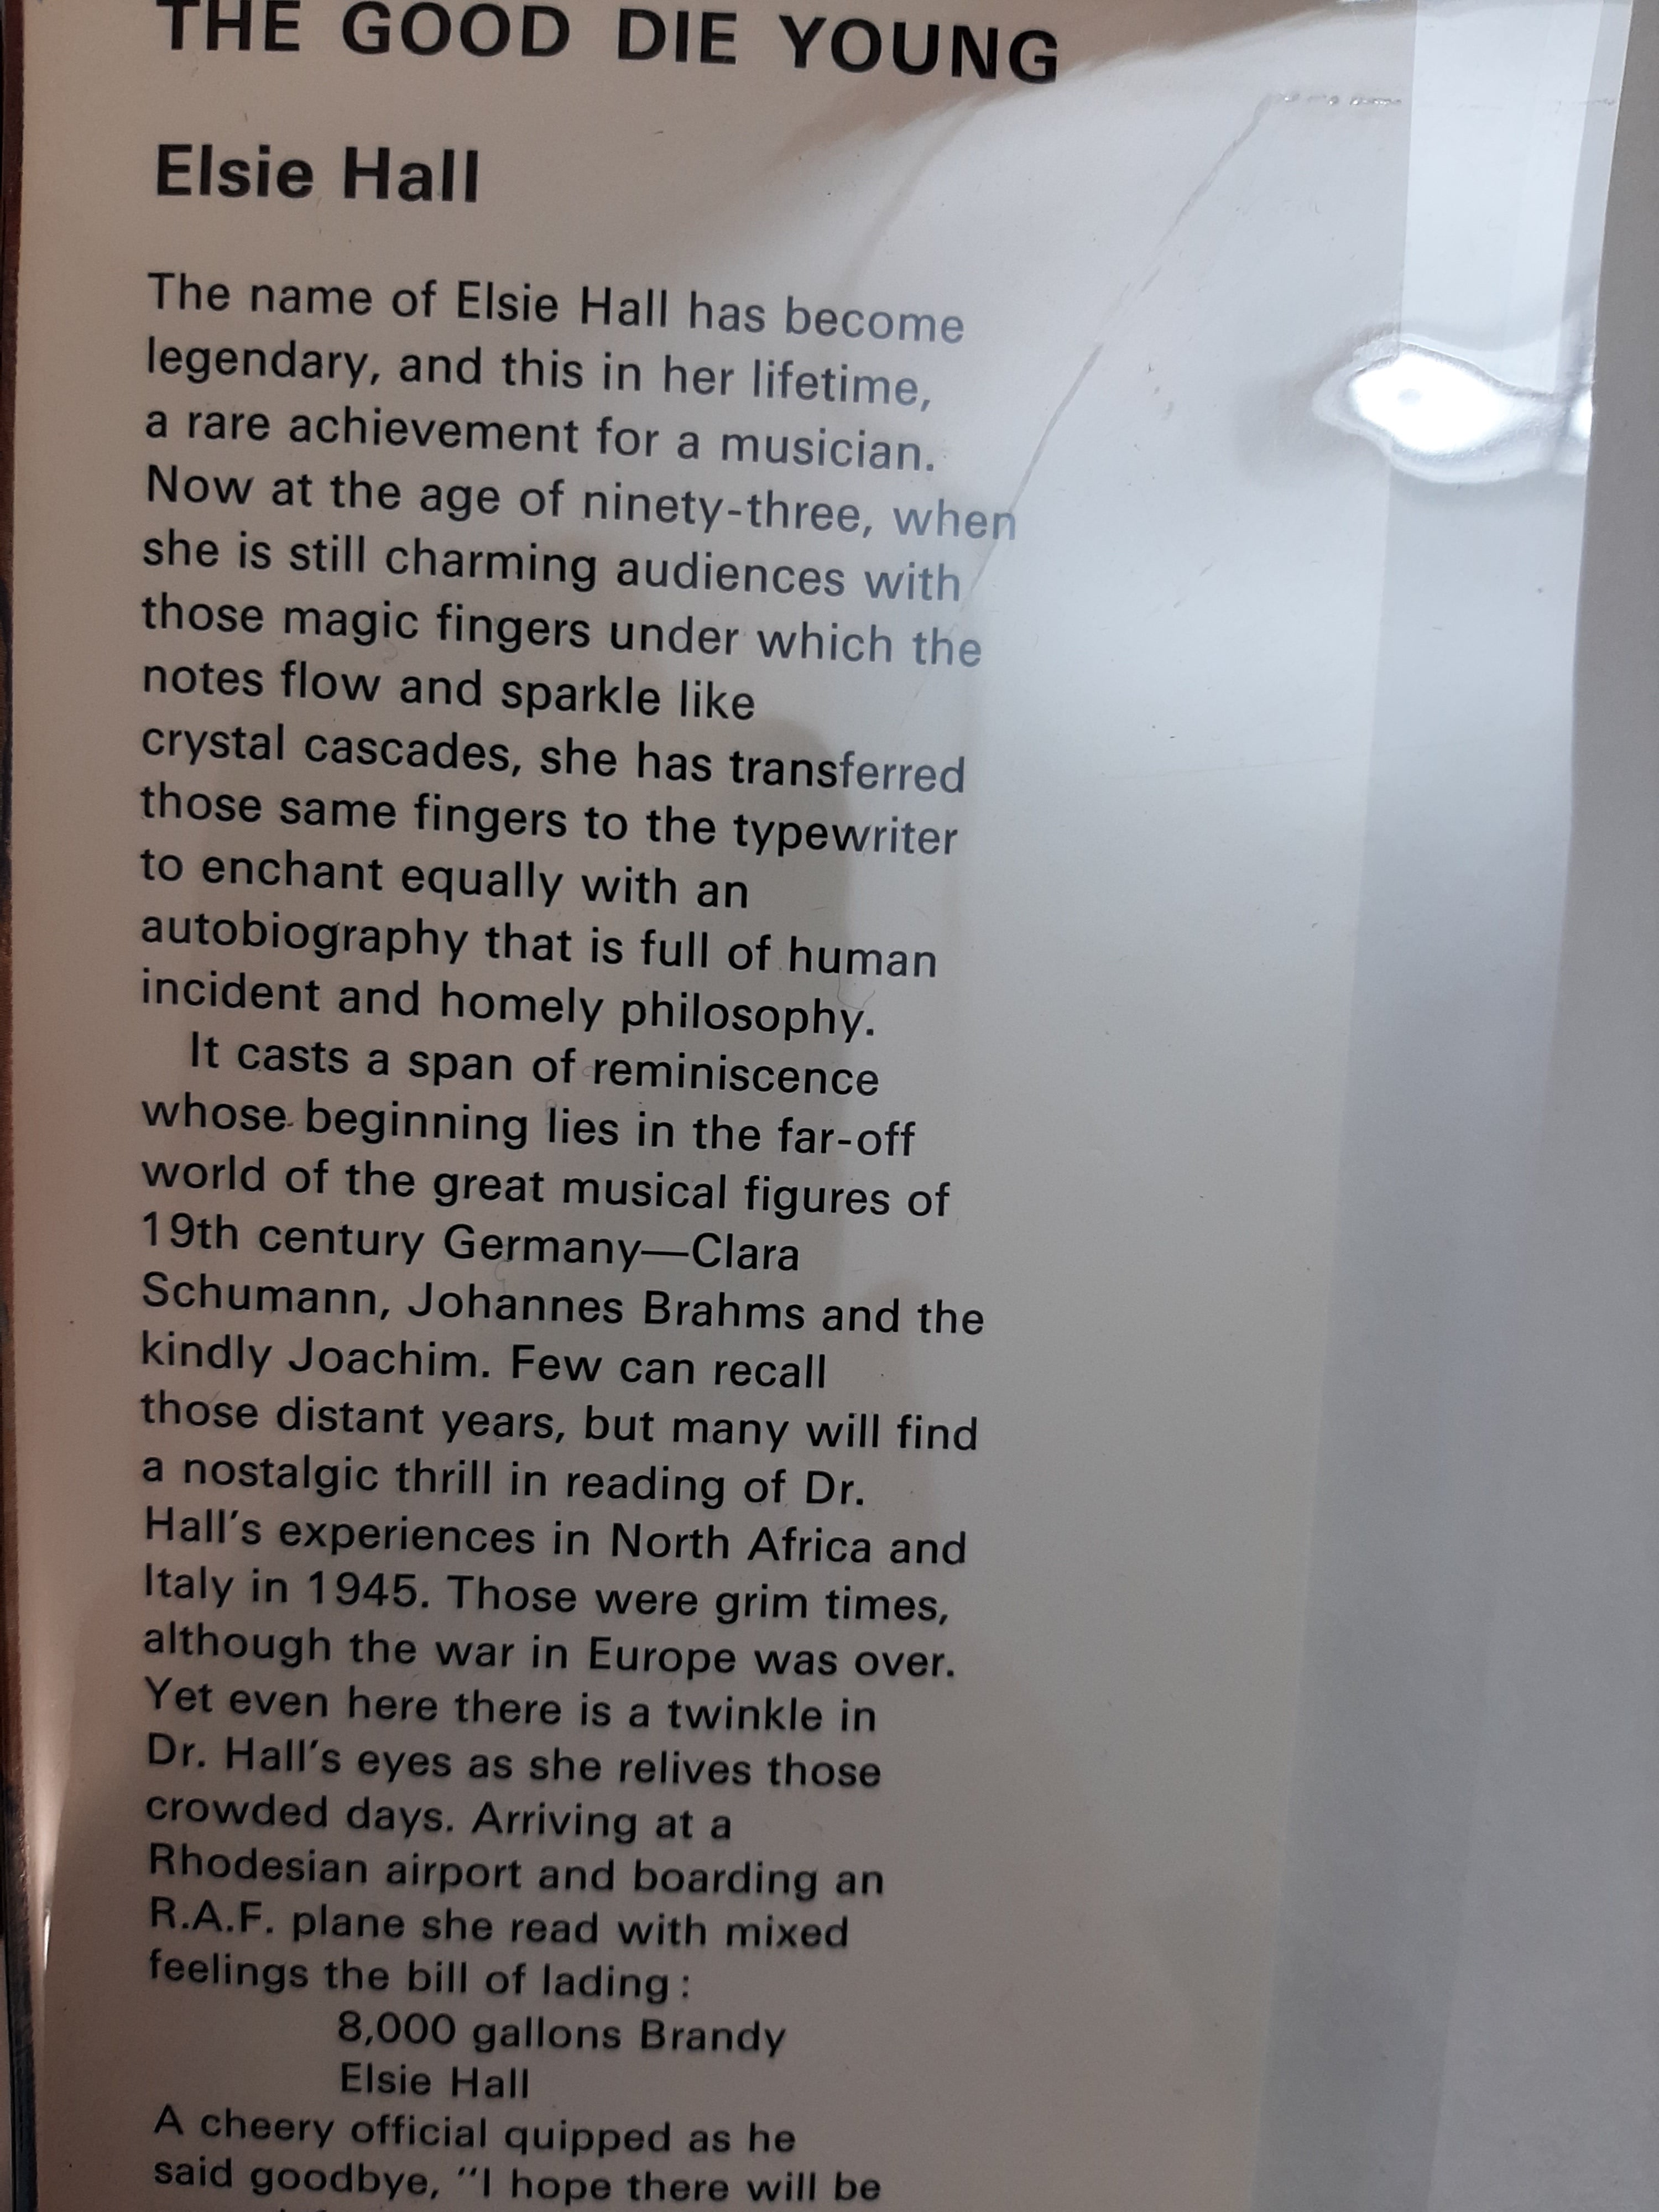 THE GOOD DIE YOUNG
Elsie Hall
The name of Elsie Hall has become
legendary, and this in her lifetime,
a rare achievement for a musician.
Now at the age of ninety-three, when
she is still charming audiences with
those magic fingers under which the
notes flow and sparkle like
crystal cascades, she has transferred
those same fingers to the typewriter
to enchant equally with an
autobiography that is full of human
incident and homely philosophy.
It casts a span of reminiscence
whose beginning lies in the far-off
world of the great musical figures of
19th century Germany—Clara
Schumann, Johannes Brahms and the
kindly Joachim. Few can recall
those distant years, but many will find
a nostalgic thrill in reading of Dr.
Hall's experiences in North Africa and
Italy in 1945. Those were grim times,
although the war in Europe was over.
Yet even here there is a twinkle in
Dr. Hall's eyes as she relives those
crowded days. Arriving at a
Rhodesian airport and boarding an
R.A.F. plane she read with mixed
feelings the bill of lading:
8,000 gallons Brandy
Elsie Hall
A cheery official quipped as he
said goodbye, "I hope there will be